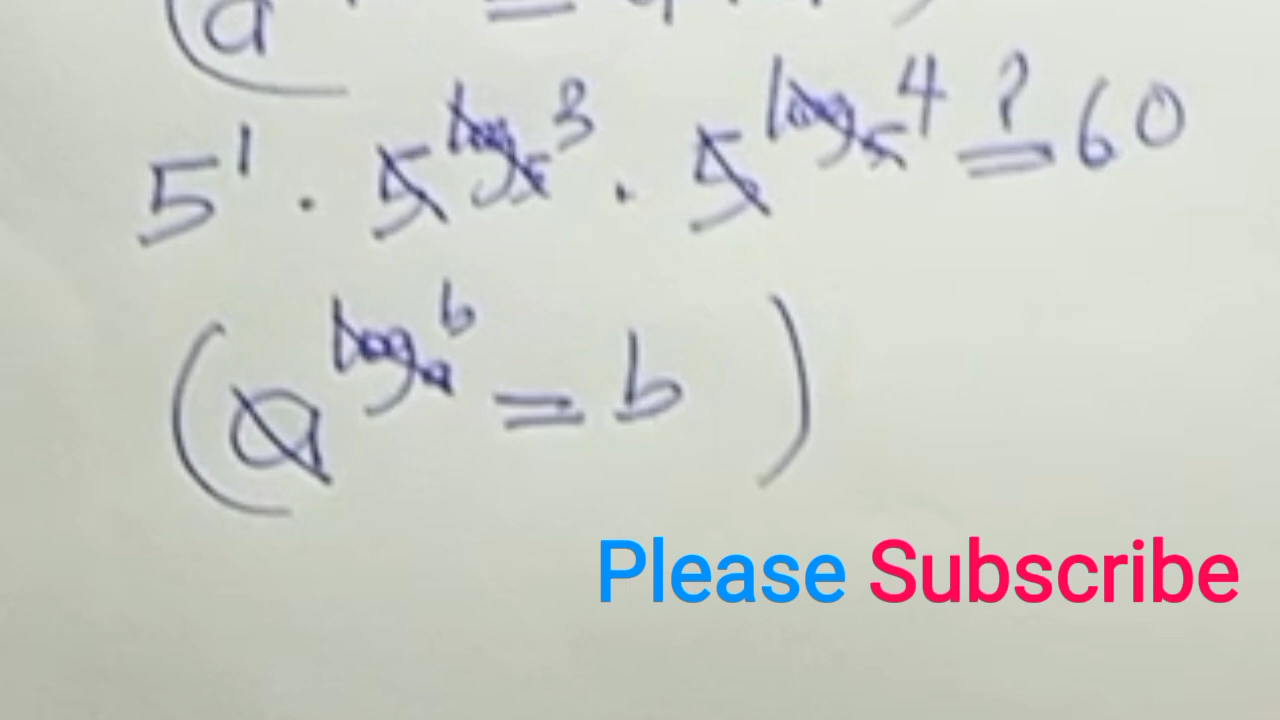 5¹ · 5^log₅3 · 5^log₅4 ?= 60
(a^logₐb = b)
Please Subscribe